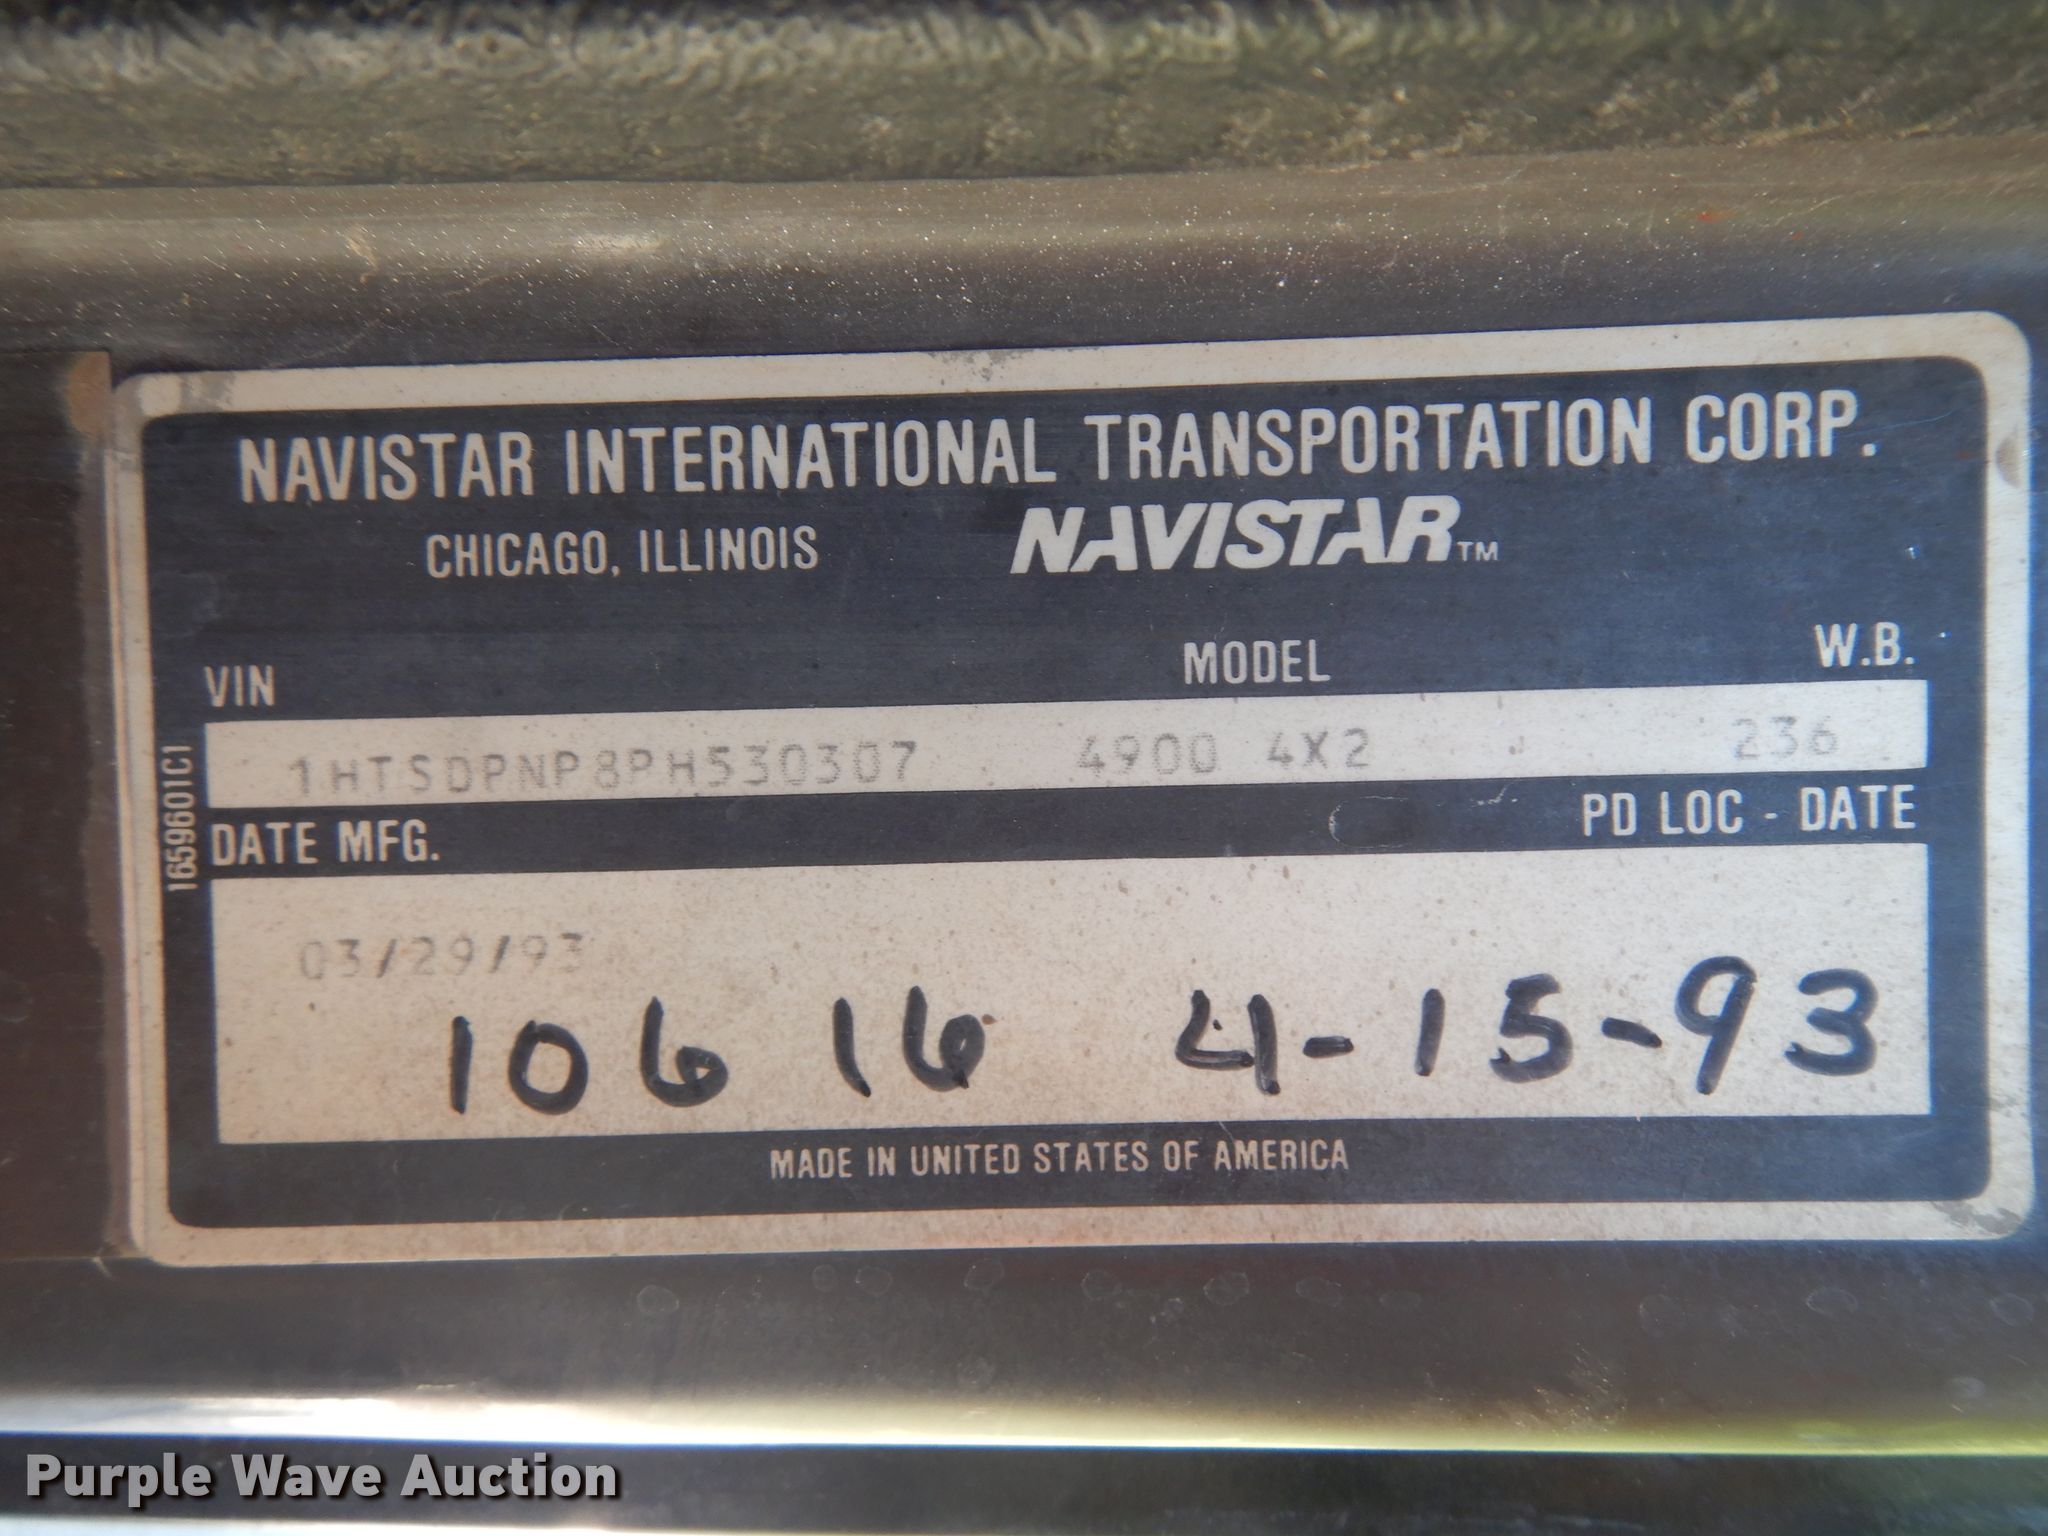 NAVISTAR INTERNATIONAL TRANSPORTATION CORP.
CHICAGO, ILLINOIS NAVISTAR™
VIN MODEL W.B.
1HTSDPNP8PH530307 4900 4X2 236
DATE MFG. PD LOC - DATE
03/29/93
10616 4-15-93
MADE IN UNITED STATES OF AMERICA
1659601C1
Purple Wave Auction